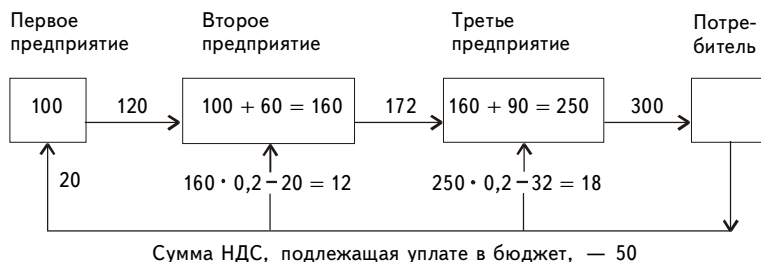 Первое предприятие
Второе предприятие
Третье предприятие
Потре-
битель
100
120
100 + 60 = 160
172
160 + 90 = 250
300
20
160 · 0,2 − 20 = 12
250 · 0,2 − 32 = 18
Сумма НДС, подлежащая уплате в бюджет, — 50